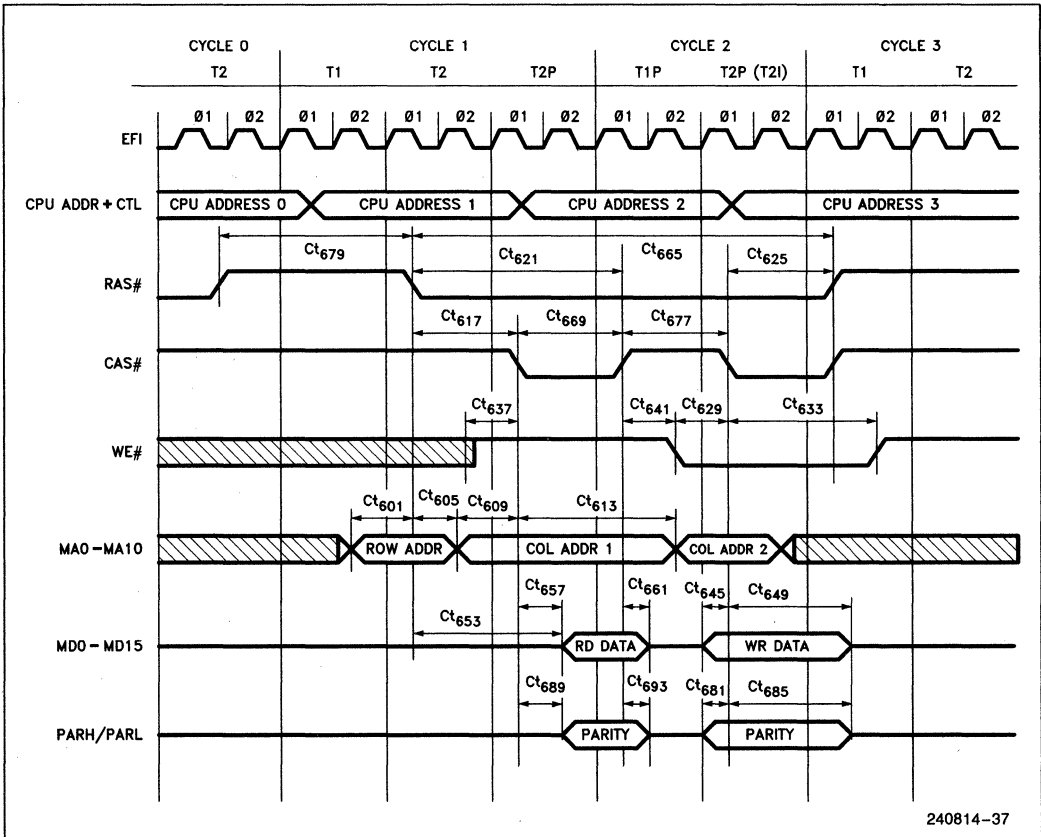 CYCLE 0 CYCLE 1 CYCLE 2 CYCLE 3
T2 T1 T2 T2P T1P T2P (T2I) T1 T2
Ø1 Ø2 Ø1 Ø2 Ø1 Ø2 Ø1 Ø2 Ø1 Ø2 Ø1 Ø2 Ø1 Ø2 Ø1 Ø2
EFI
CPU ADDR + CTL CPU ADDRESS 0 CPU ADDRESS 1 CPU ADDRESS 2 CPU ADDRESS 3
Ct679 Ct621 Ct665 Ct625
RAS#
Ct617 Ct669 Ct677
CAS#
Ct637 Ct641 Ct629 Ct633
WE#
Ct601 Ct605 Ct609 Ct613
MA0–MA10 ROW ADDR COL ADDR 1 COL ADDR 2
Ct653 Ct657 Ct661 Ct645 Ct649
MD0–MD15 RD DATA WR DATA
Ct689 Ct693 Ct681 Ct685
PARH/PARL PARITY PARITY
240814–37